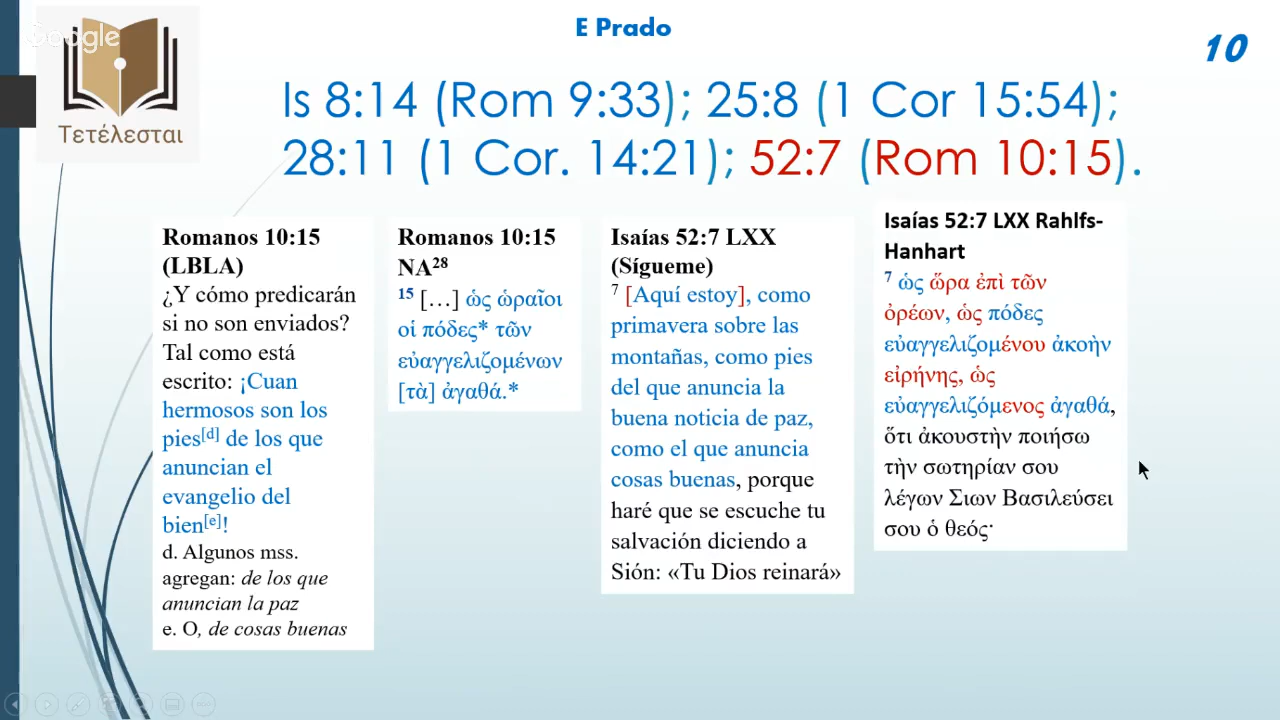 Google
Τετέλεσται
E Prado
10
Is 8:14 (Rom 9:33); 25:8 (1 Cor 15:54);
28:11 (1 Cor. 14:21); 52:7 (Rom 10:15).
Romanos 10:15
(LBLA)
¿Y cómo predicarán
si no son enviados?
Tal como está
escrito: ¡Cuan
hermosos son los
pies[d] de los que
anuncian el
evangelio del
bien[e]!
d. Algunos mss.
agregan: de los que
anuncian la paz
e. O, de cosas buenas
Romanos 10:15
NA28
15 […] ὡς ὡραῖοι
οἱ πόδες* τῶν
εὐαγγελιζομένων
[τὰ] ἀγαθά.*
Isaías 52:7 LXX
(Sígueme)
7 [Aquí estoy], como
primavera sobre las
montañas, como pies
del que anuncia la
buena noticia de paz,
como el que anuncia
cosas buenas, porque
haré que se escuche tu
salvación diciendo a
Sión: «Tu Dios reinará»
Isaías 52:7 LXX Rahlfs-
Hanhart
7 ὡς ὥρα ἐπὶ τῶν
ὀρέων, ὡς πόδες
εὐαγγελιζομένου ἀκοὴν
εἰρήνης, ὡς
εὐαγγελιζόμενος ἀγαθά,
ὅτι ἀκουστὴν ποιήσω
τὴν σωτηρίαν σου
λέγων Σιων Βασιλεύσει
σου ὁ θεός·